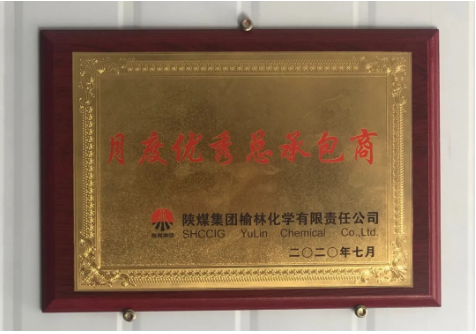 月度优秀总承包商
陕煤集团榆林化学有限责任公司
SHCCIG YuLin Chemical Co.,Ltd.
二〇二〇年七月